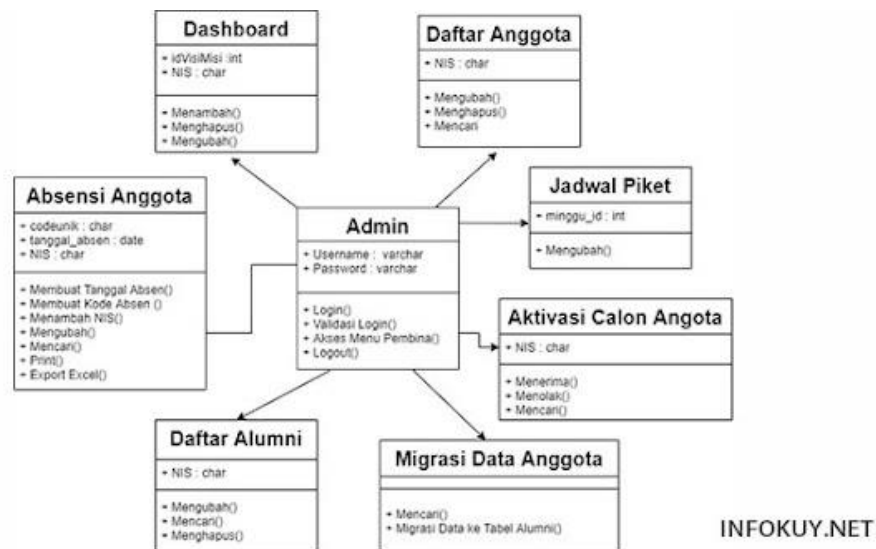 Dashboard
+ idVisiMisi :int
+ NIS : char
+ Menambah()
+ Menghapus()
+ Mengubah()
Daftar Anggota
+ NIS : char
+ Mengubah()
+ Menghapus()
+ Mencari
Absensi Anggota
+ codeunik : char
+ tanggal_absen : date
+ NIS : char
+ Membuat Tanggal Absen()
+ Membuat Kode Absen ()
+ Menambah NIS()
+ Mengubah()
+ Mencari()
+ Print()
+ Export Excel()
Admin
+ Username : varchar
+ Password : varchar
+ Login()
+ Validasi Login()
+ Akses Menu Pembina()
+ Logout()
Jadwal Piket
+ minggu_id : int
+ Mengubah()
Aktivasi Calon Angota
+ NIS : char
+ Menerima()
+ Menolak()
+ Mencari()
Daftar Alumni
+ NIS : char
+ Mengubah()
+ Mencari()
+ Menghapus()
Migrasi Data Anggota
+ Mencari()
+ Migrasi Data ke Tabel Alumni()
INFOKUY.NET